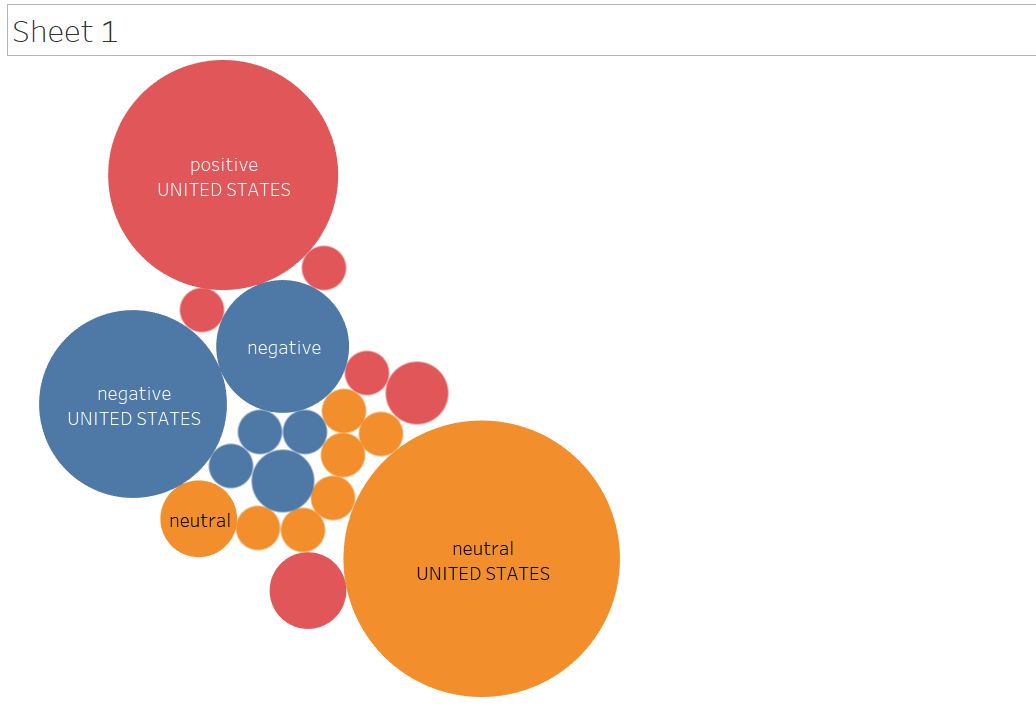 Sheet 1
positive
UNITED STATES
negative
negative
UNITED STATES
neutral
neutral
UNITED STATES